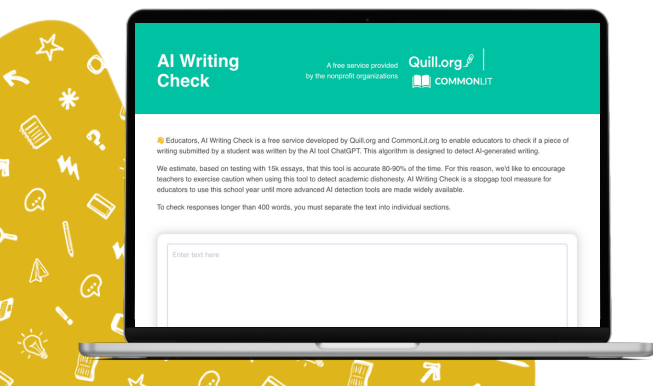 AI Writing
Check
A free service provided
by the nonprofit organizations
Quill.org
COMMONLIT
👋 Educators, AI Writing Check is a free service developed by Quill.org and CommonLit.org to enable educators to check if a piece of
writing submitted by a student was written by the AI tool ChatGPT. This algorithm is designed to detect AI-generated writing.
We estimate, based on testing with 15k essays, that this tool is accurate 80-90% of the time. For this reason, we'd like to encourage
teachers to exercise caution when using this tool to detect academic dishonesty. AI Writing Check is a stopgap tool measure for
educators to use this school year until more advanced AI detection tools are made widely available.
To check responses longer than 400 words, you must separate the text into individual sections.
Enter text here